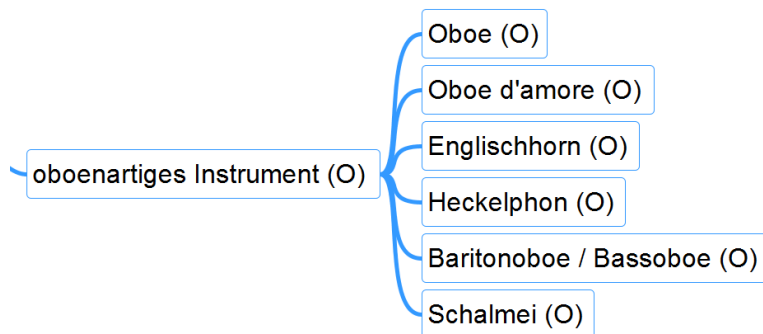 Oboe (O)
Oboe d'amore (O)
Englischhorn (O)
oboenartiges Instrument (O)
Heckelphon (O)
Baritonoboe / Bassoboe (O)
Schalmei (O)